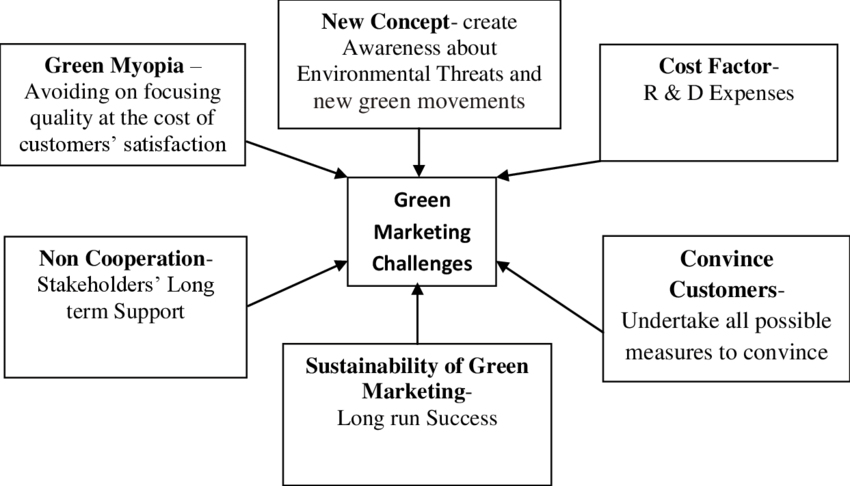 New Concept- create
Awareness about
Environmental Threats and
new green movements
Green Myopia –
Avoiding on focusing
quality at the cost of
customers’ satisfaction
Cost Factor-
R & D Expenses
Green
Marketing
Challenges
Non Cooperation-
Stakeholders’ Long
term Support
Convince
Customers-
Undertake all possible
measures to convince
Sustainability of Green
Marketing-
Long run Success